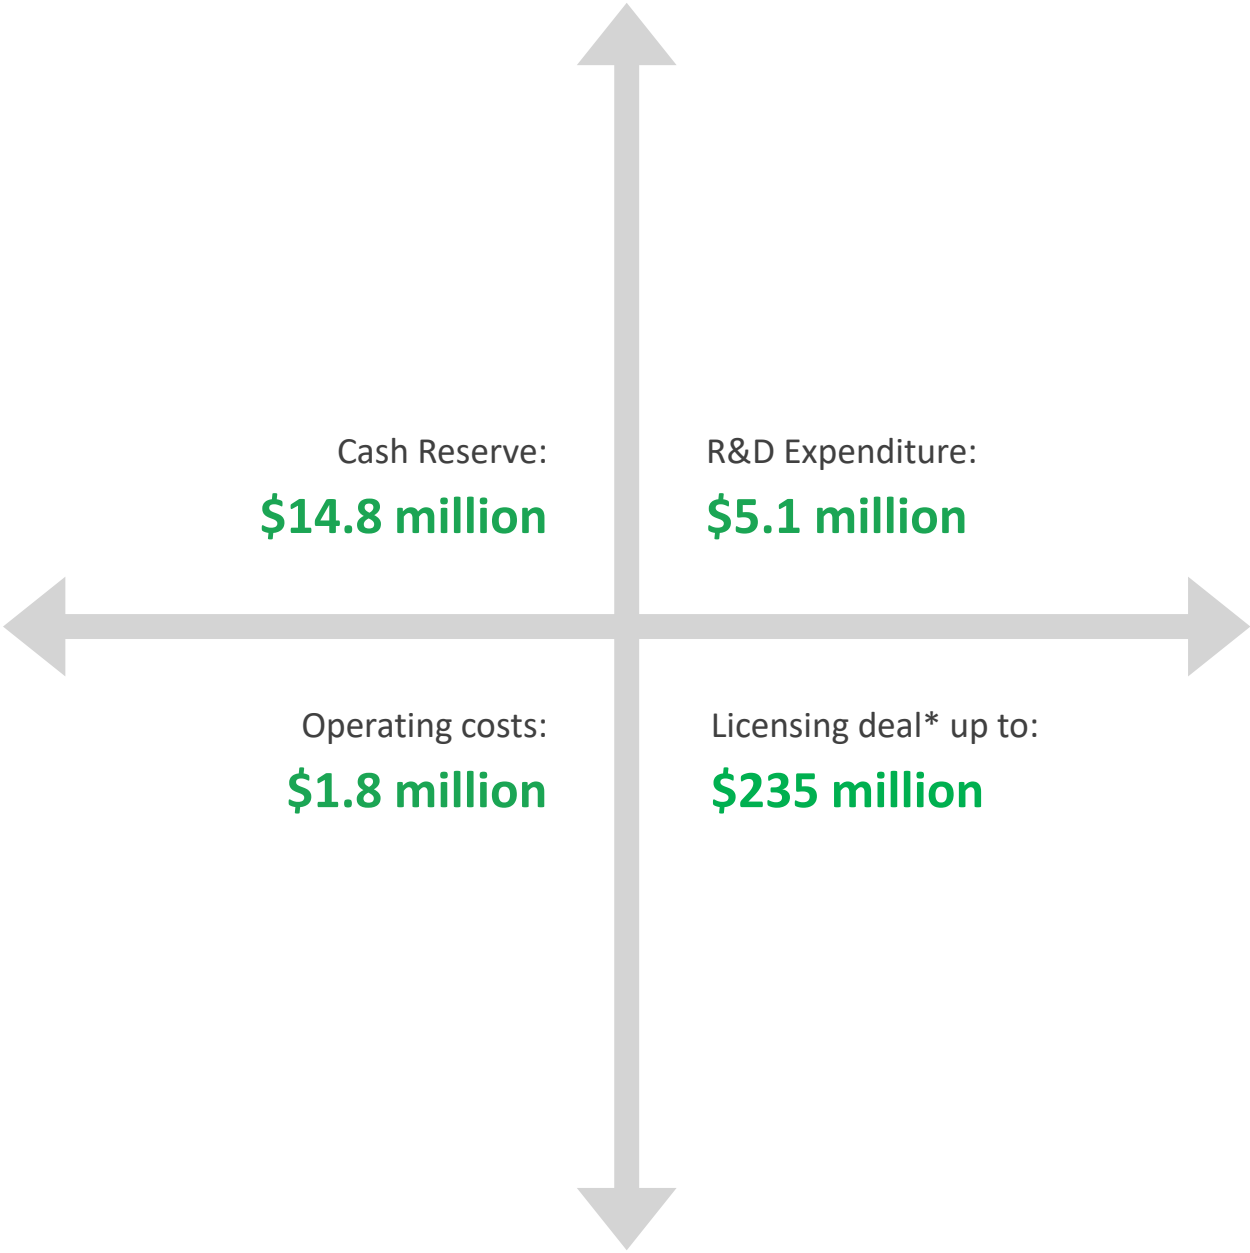 Cash Reserve:
$14.8 million
R&D Expenditure:
$5.1 million
Operating costs:
$1.8 million
Licensing deal* up to:
$235 million